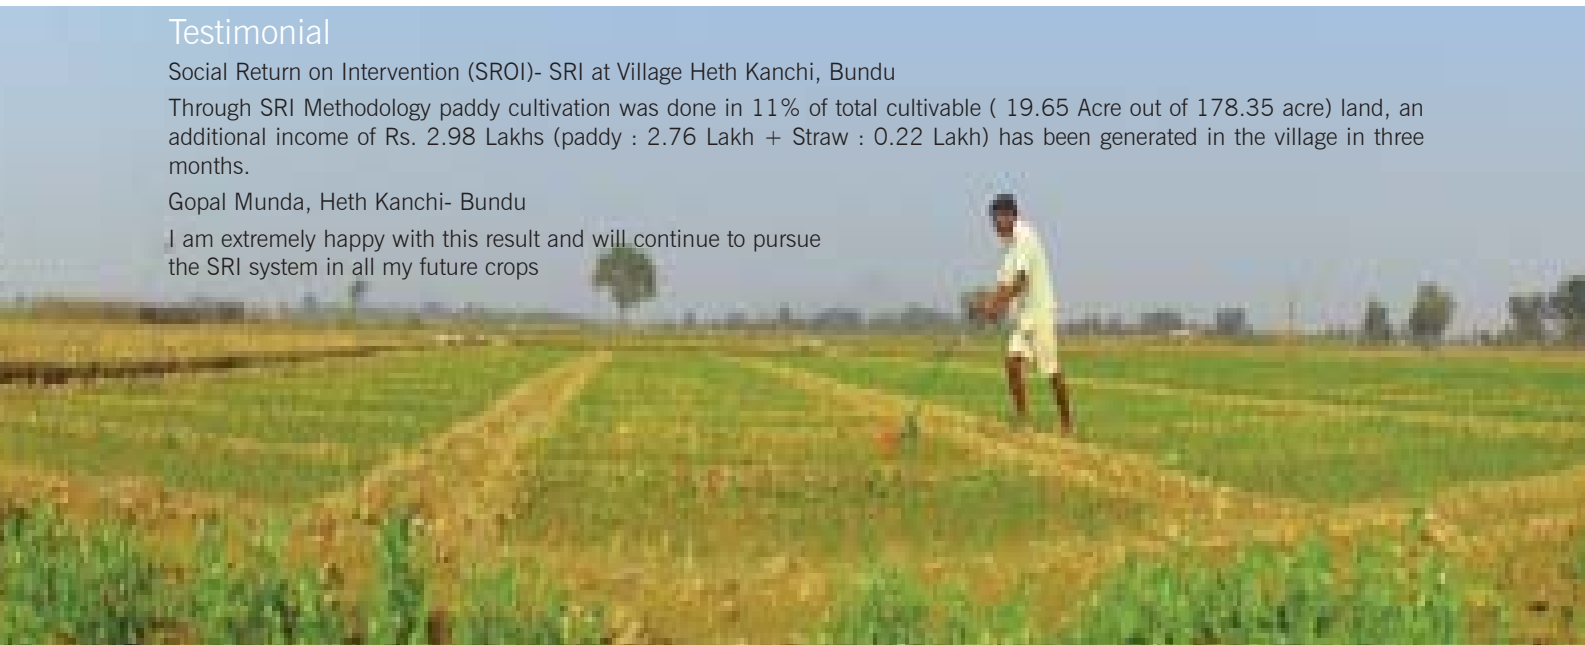 Testimonial
Social Return on Intervention (SROI)- SRI at Village Heth Kanchi, Bundu
Through SRI Methodology paddy cultivation was done in 11% of total cultivable ( 19.65 Acre out of 178.35 acre) land, an
additional income of Rs. 2.98 Lakhs (paddy : 2.76 Lakh + Straw : 0.22 Lakh) has been generated in the village in three
months.
Gopal Munda, Heth Kanchi- Bundu
I am extremely happy with this result and will continue to pursue
the SRI system in all my future crops